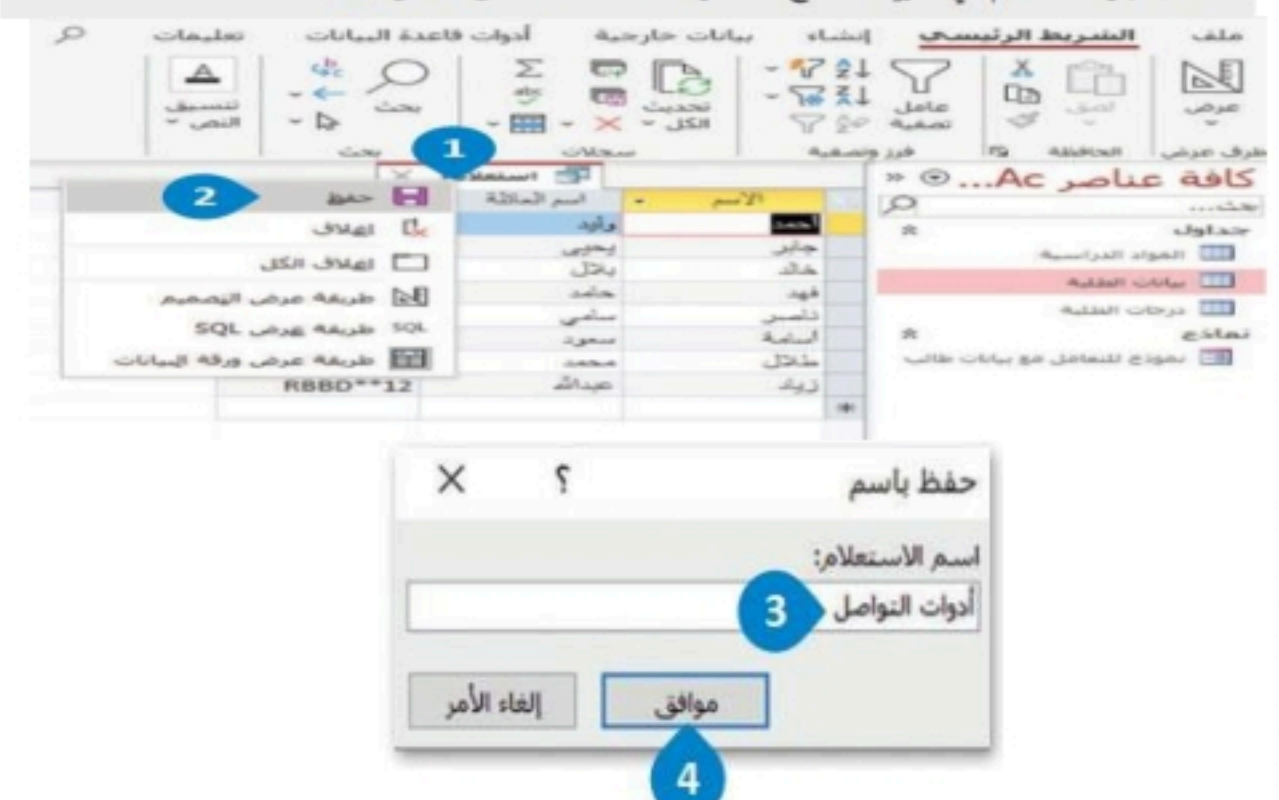 ملف الشريط الرئيسي إنشاء بيانات خارجية أدوات قاعدة البيانات تعليمات
عرض
لصق
عامل تصفية
تحديث الكل
بحث
تنسيق النص
طرق عرض الحافظة فرز وتصفية سجلات بحث
1
كافة عناصر Ac...
بحث...
جداول
المواد الدراسية
بيانات الطلبة
درجات الطلبة
نماذج
نموذج للتعامل مع بيانات طالب
الاسم اسم العائلة
أحمد وليد
جابر يحيى
خالد بلال
فهد حامد
ناصر سامي
أسامة سعود
طلال محمد
زياد عبدالله RBBD**12
2
حفظ
إغلاق
إغلاق الكل
طريقة عرض التصميم
SQL طريقة عرض SQL
طريقة عرض ورقة البيانات
حفظ باسم ؟
اسم الاستعلام:
أدوات التواصل
3
موافق إلغاء الأمر
4